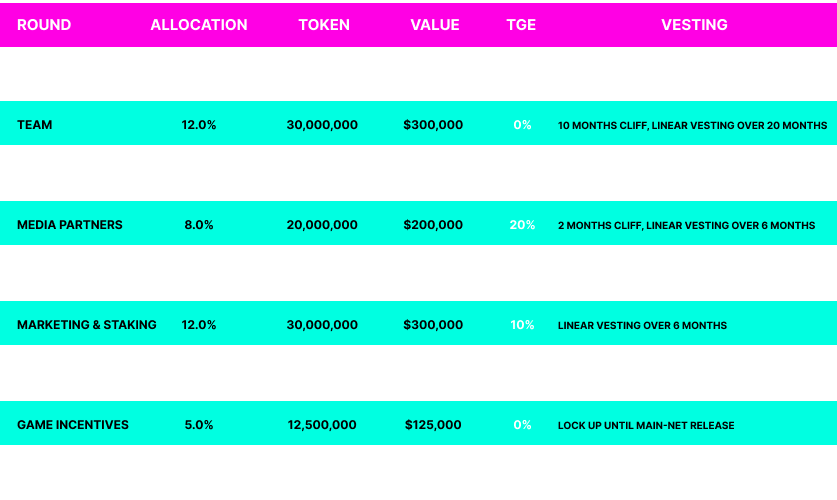 ROUND ALLOCATION TOKEN VALUE TGE VESTING
TEAM 12.0% 30,000,000 $300,000 0% 10 MONTHS CLIFF, LINEAR VESTING OVER 20 MONTHS
MEDIA PARTNERS 8.0% 20,000,000 $200,000 20% 2 MONTHS CLIFF, LINEAR VESTING OVER 6 MONTHS
MARKETING & STAKING 12.0% 30,000,000 $300,000 10% LINEAR VESTING OVER 6 MONTHS
GAME INCENTIVES 5.0% 12,500,000 $125,000 0% LOCK UP UNTIL MAIN-NET RELEASE